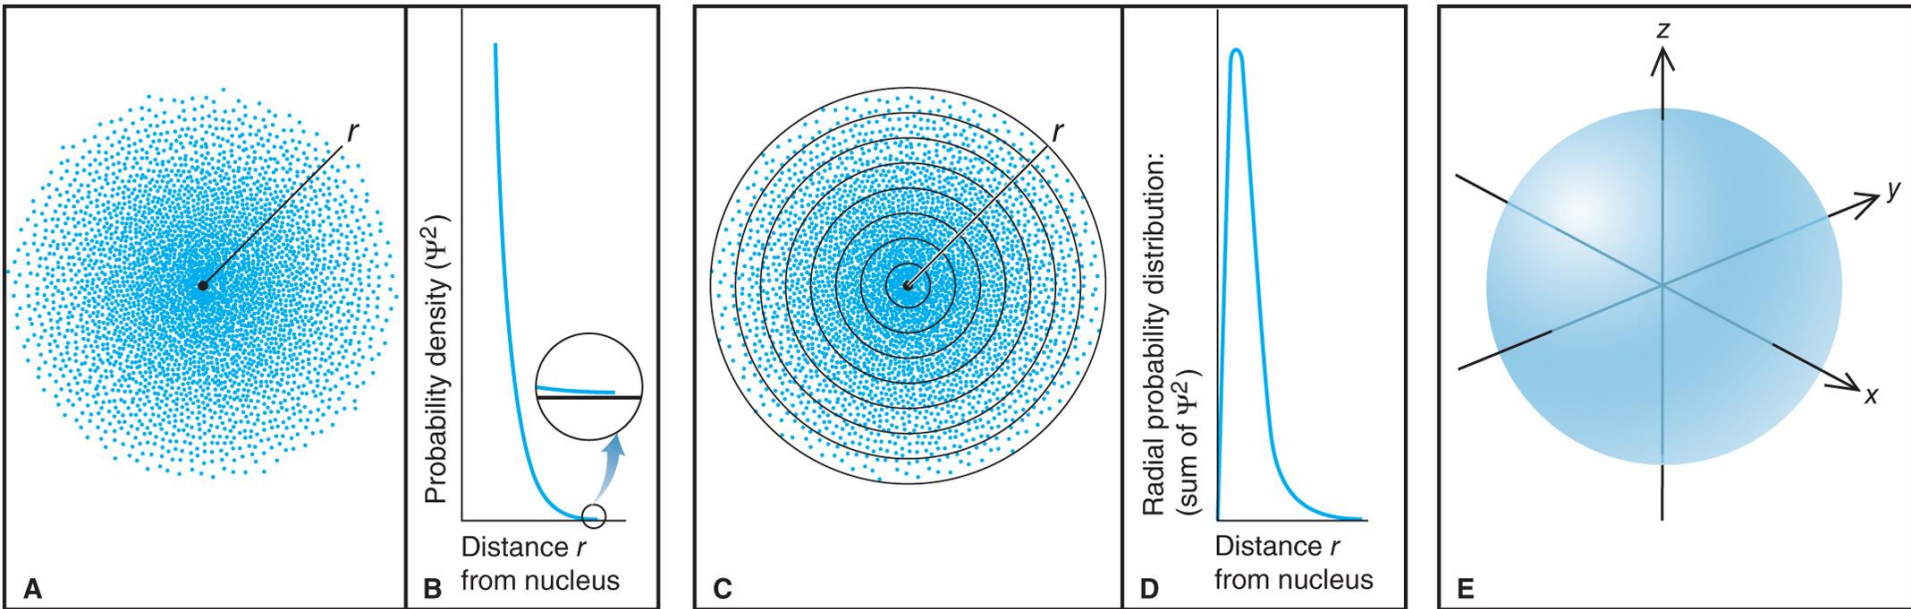 r
A
Probability density (Ψ²)
Distance r
from nucleus
B
r
C
Radial probability distribution:
(sum of Ψ²)
Distance r
from nucleus
D
z
y
x
E